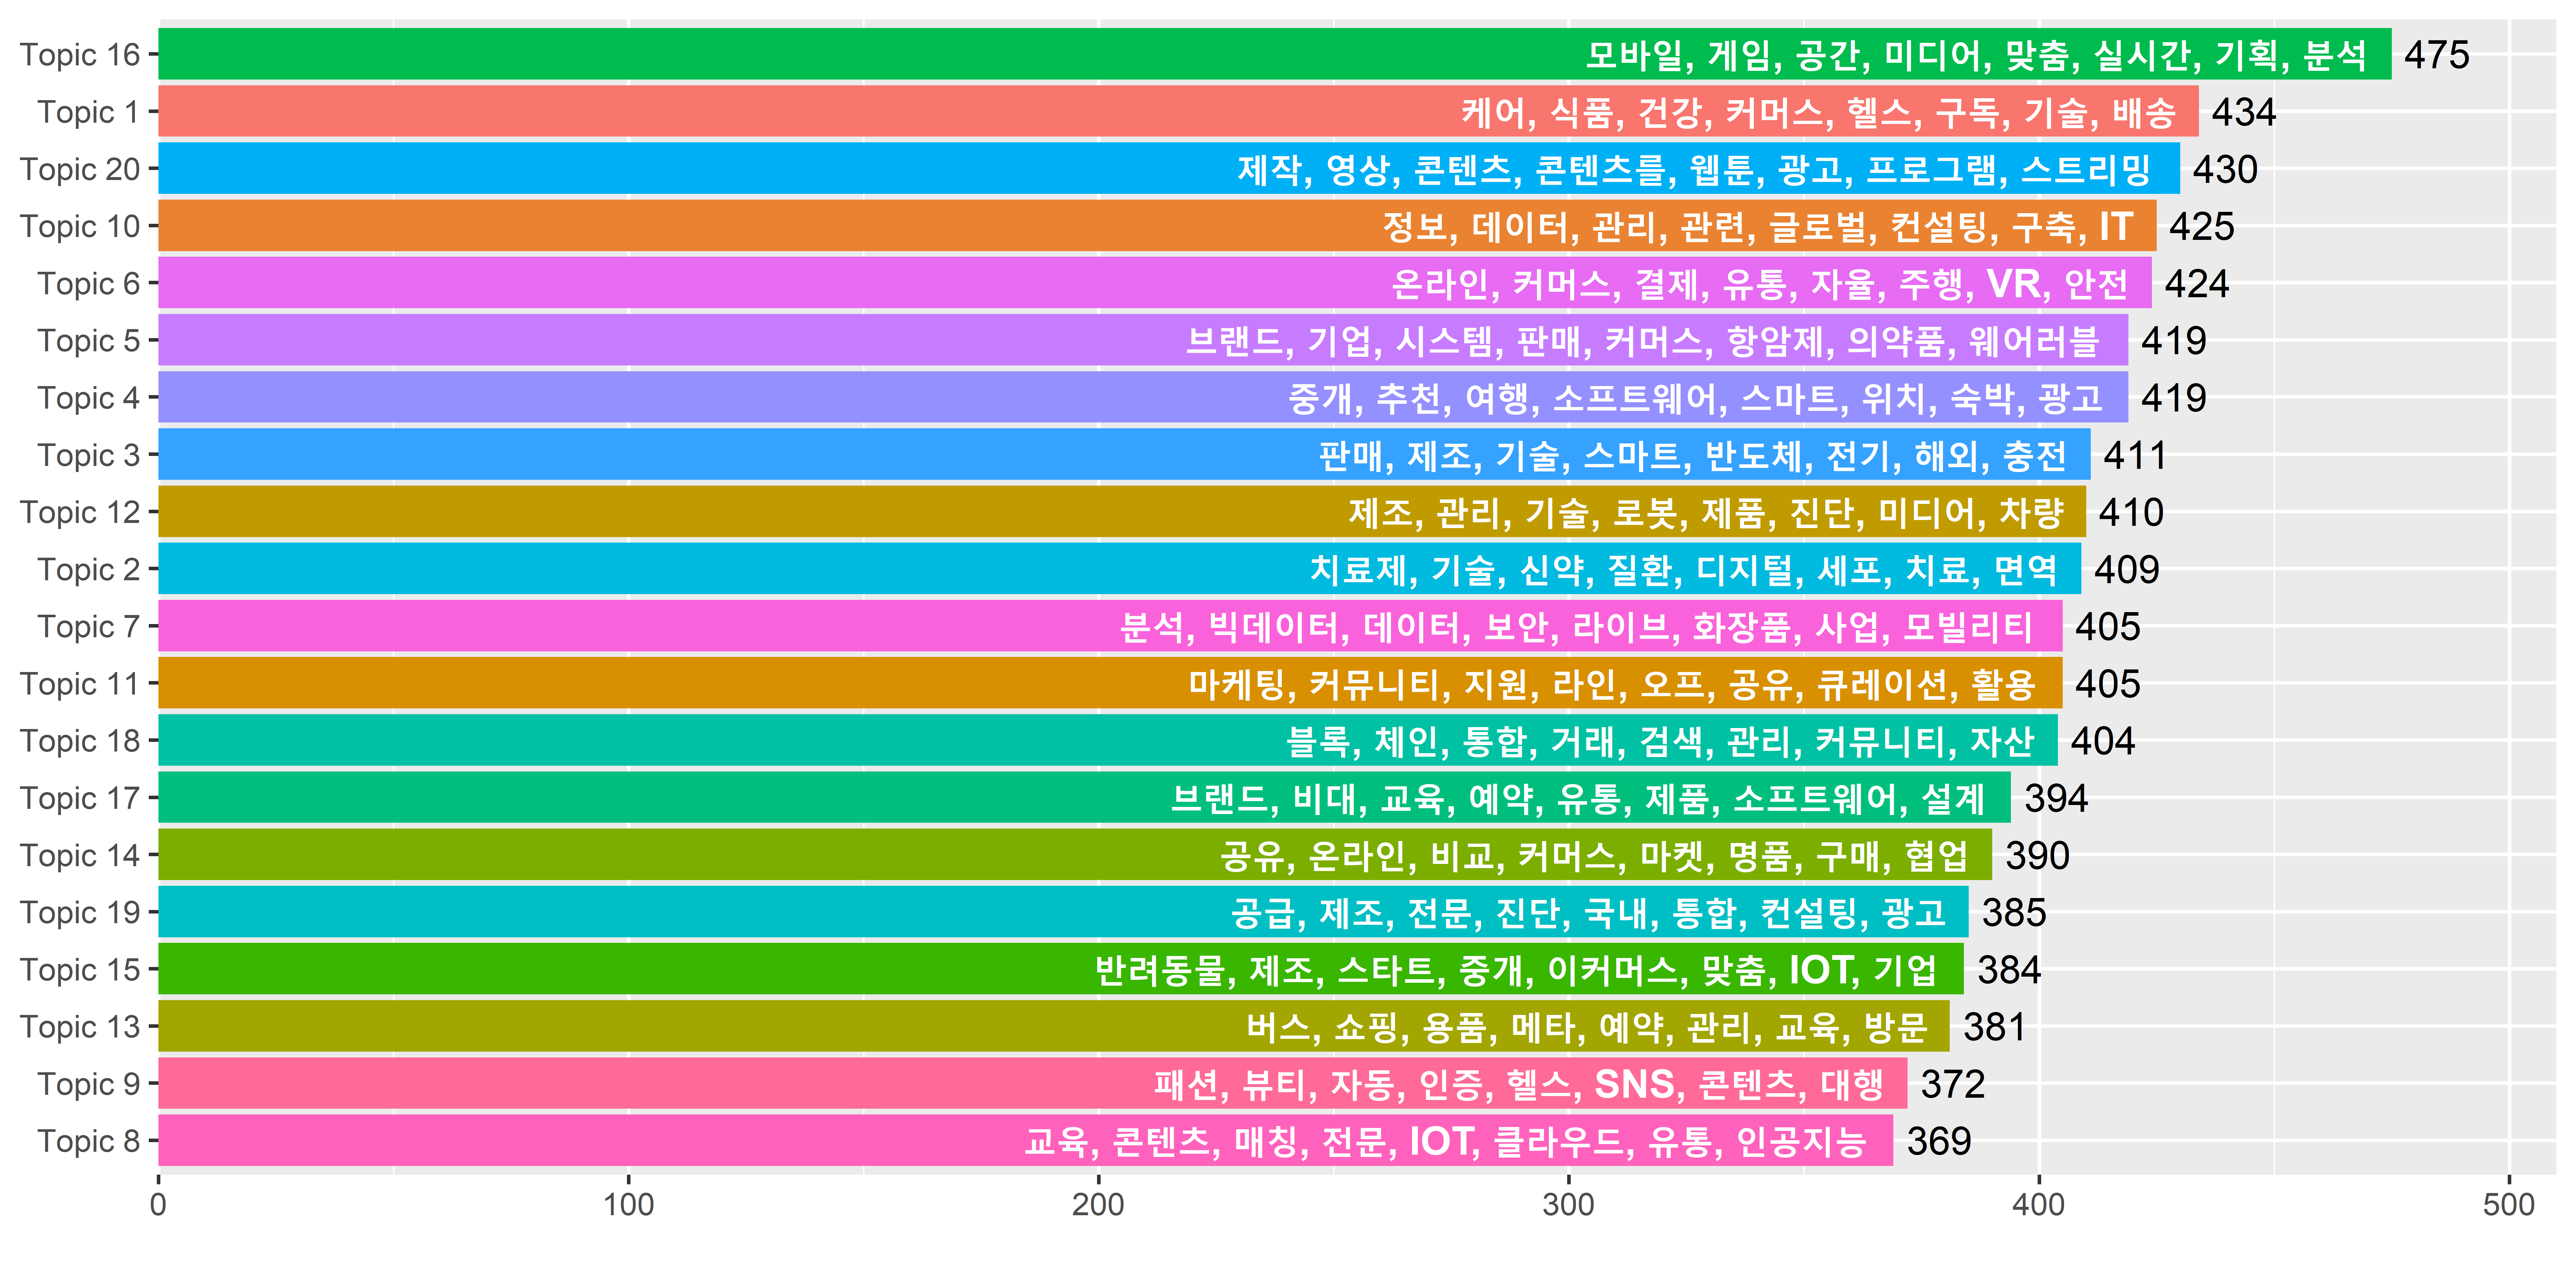 Topic 16 모바일, 게임, 공간, 미디어, 맞춤, 실시간, 기획, 분석 475
Topic 1 케어, 식품, 건강, 커머스, 헬스, 구독, 기술, 배송 434
Topic 20 제작, 영상, 콘텐츠, 콘텐츠를, 웹툰, 광고, 프로그램, 스트리밍 430
Topic 10 정보, 데이터, 관리, 관련, 글로벌, 컨설팅, 구축, IT 425
Topic 6 온라인, 커머스, 결제, 유통, 자율, 주행, VR, 안전 424
Topic 5 브랜드, 기업, 시스템, 판매, 커머스, 항암제, 의약품, 웨어러블 419
Topic 4 중개, 추천, 여행, 소프트웨어, 스마트, 위치, 숙박, 광고 419
Topic 3 판매, 제조, 기술, 스마트, 반도체, 전기, 해외, 충전 411
Topic 12 제조, 관리, 기술, 로봇, 제품, 진단, 미디어, 차량 410
Topic 2 치료제, 기술, 신약, 질환, 디지털, 세포, 치료, 면역 409
Topic 7 분석, 빅데이터, 데이터, 보안, 라이브, 화장품, 사업, 모빌리티 405
Topic 11 마케팅, 커뮤니티, 지원, 라인, 오프, 공유, 큐레이션, 활용 405
Topic 18 블록, 체인, 통합, 거래, 검색, 관리, 커뮤니티, 자산 404
Topic 17 브랜드, 비대, 교육, 예약, 유통, 제품, 소프트웨어, 설계 394
Topic 14 공유, 온라인, 비교, 커머스, 마켓, 명품, 구매, 협업 390
Topic 19 공급, 제조, 전문, 진단, 국내, 통합, 컨설팅, 광고 385
Topic 15 반려동물, 제조, 스타트, 중개, 이커머스, 맞춤, IOT, 기업 384
Topic 13 버스, 쇼핑, 용품, 메타, 예약, 관리, 교육, 방문 381
Topic 9 패션, 뷰티, 자동, 인증, 헬스, SNS, 콘텐츠, 대행 372
Topic 8 교육, 콘텐츠, 매칭, 전문, IOT, 클라우드, 유통, 인공지능 369
0 100 200 300 400 500